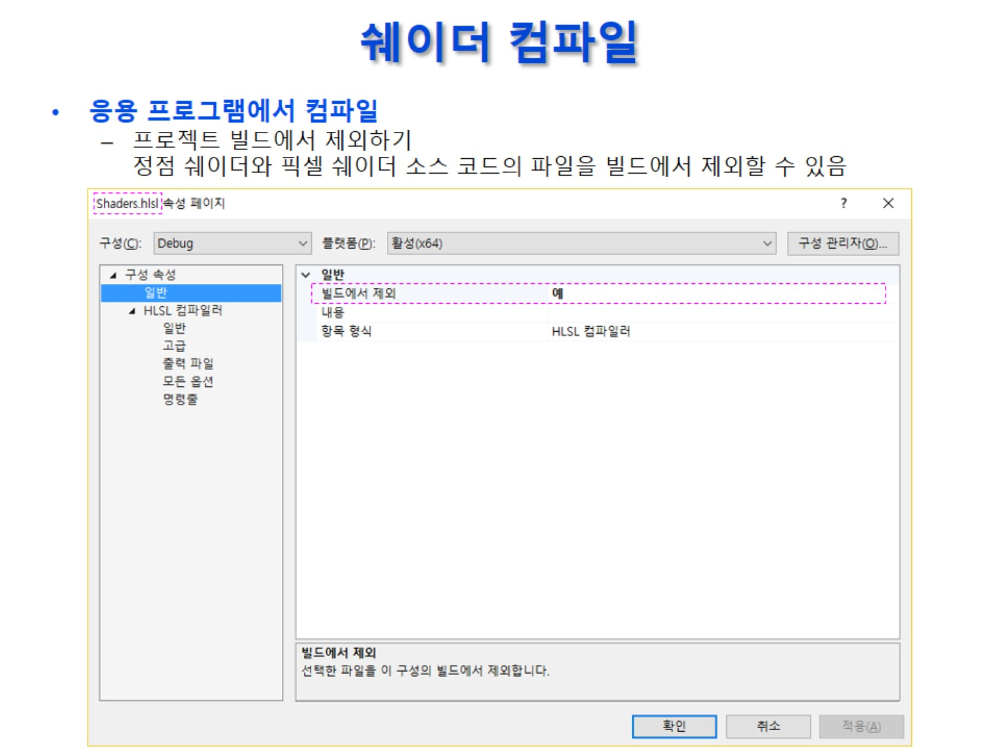 쉐이더 컴파일
• 응용 프로그램에서 컴파일
– 프로젝트 빌드에서 제외하기
정점 쉐이더와 픽셀 쉐이더 소스 코드의 파일을 빌드에서 제외할 수 있음
Shaders.hlsl 속성 페이지 ?
구성(C): Debug 플랫폼(P): 활성(x64) 구성 관리자(O)...
구성 속성
일반
HLSL 컴파일러
일반
고급
출력 파일
모든 옵션
명령줄
일반
빌드에서 제외 예
내용
항목 형식 HLSL 컴파일러
빌드에서 제외
선택한 파일을 이 구성의 빌드에서 제외합니다.
확인 취소 적용(A)